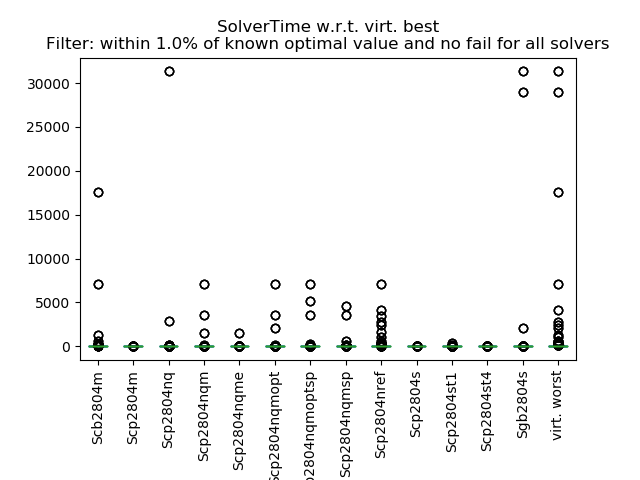 SolverTime w.r.t. virt. best
Filter: within 1.0% of known optimal value and no fail for all solvers
30000
25000
20000
15000
10000
5000
0
Scb2804m
Scp2804m
Scp2804nq
Scp2804nqm
Scp2804nqme
Scp2804nqmopt
p2804nqmoptsp
Scp2804nqmsp
Scp2804nref
Scp2804s
Scp2804st1
Scp2804st4
Sgb2804s
virt. worst